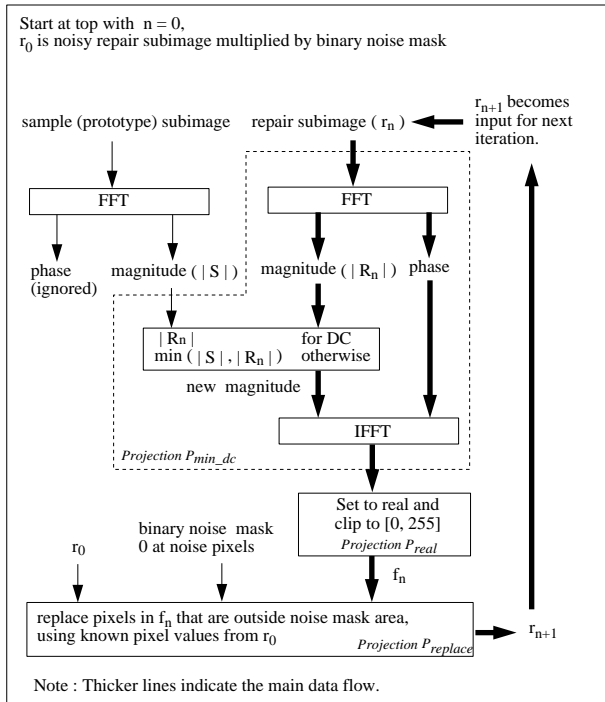 Start at top with n = 0,
r0 is noisy repair subimage multiplied by binary noise mask
sample (prototype) subimage
repair subimage ( rn )
rn+1 becomes
input for next
iteration.
FFT
FFT
phase
(ignored)
magnitude ( | S | )
magnitude ( | Rn | )
phase
| Rn | for DC
min ( | S | , | Rn | ) otherwise
new magnitude
IFFT
Projection Pmin_dc
Set to real and
clip to [0, 255]
Projection Preal
binary noise mask
0 at noise pixels
r0
fn
replace pixels in fn that are outside noise mask area,
using known pixel values from r0
Projection Preplace
rn+1
Note : Thicker lines indicate the main data flow.